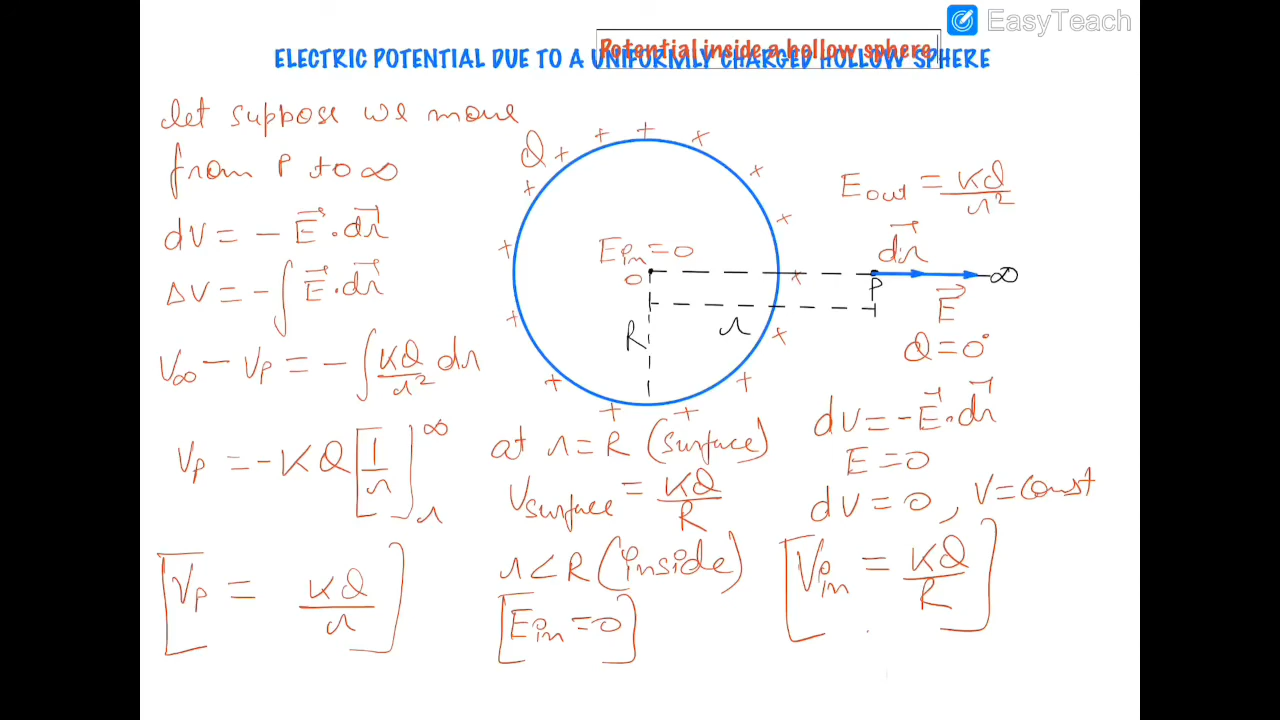 EasyTeach
Potential inside a hollow sphere
ELECTRIC POTENTIAL DUE TO A UNIFORMLY CHARGED HOLLOW SPHERE
let suppose we move
from P to ∞
dV = - E⃗ · dr⃗
ΔV = - ∫ E⃗ · dr⃗
V∞ - Vp = - ∫ KQ/r² dr
Vp = - KQ [1/r]∞ r
Vp = KQ/r
Q
+ + + + + + + + + + + + + + + + +
Ein = 0
O
R
r
Eout = KQ/r²
dr⃗
P
∞
E⃗
Q = 0°
at r = R (surface)
Vsurface = KQ/R
r < R (inside)
[Ein = 0]
dV = - E⃗ · dr⃗
E = 0
dV = 0, V = const
[Vin = KQ/R]